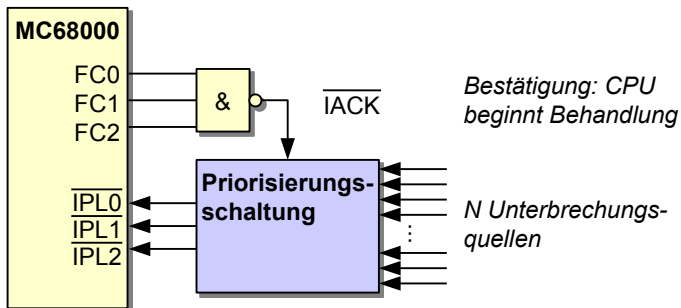 MC68000
FC0
FC1
FC2
&
IACK
Bestätigung: CPU
beginnt Behandlung
IPL0
IPL1
IPL2
Priorisierungs-
schaltung
N Unterbrechungs-
quellen
...